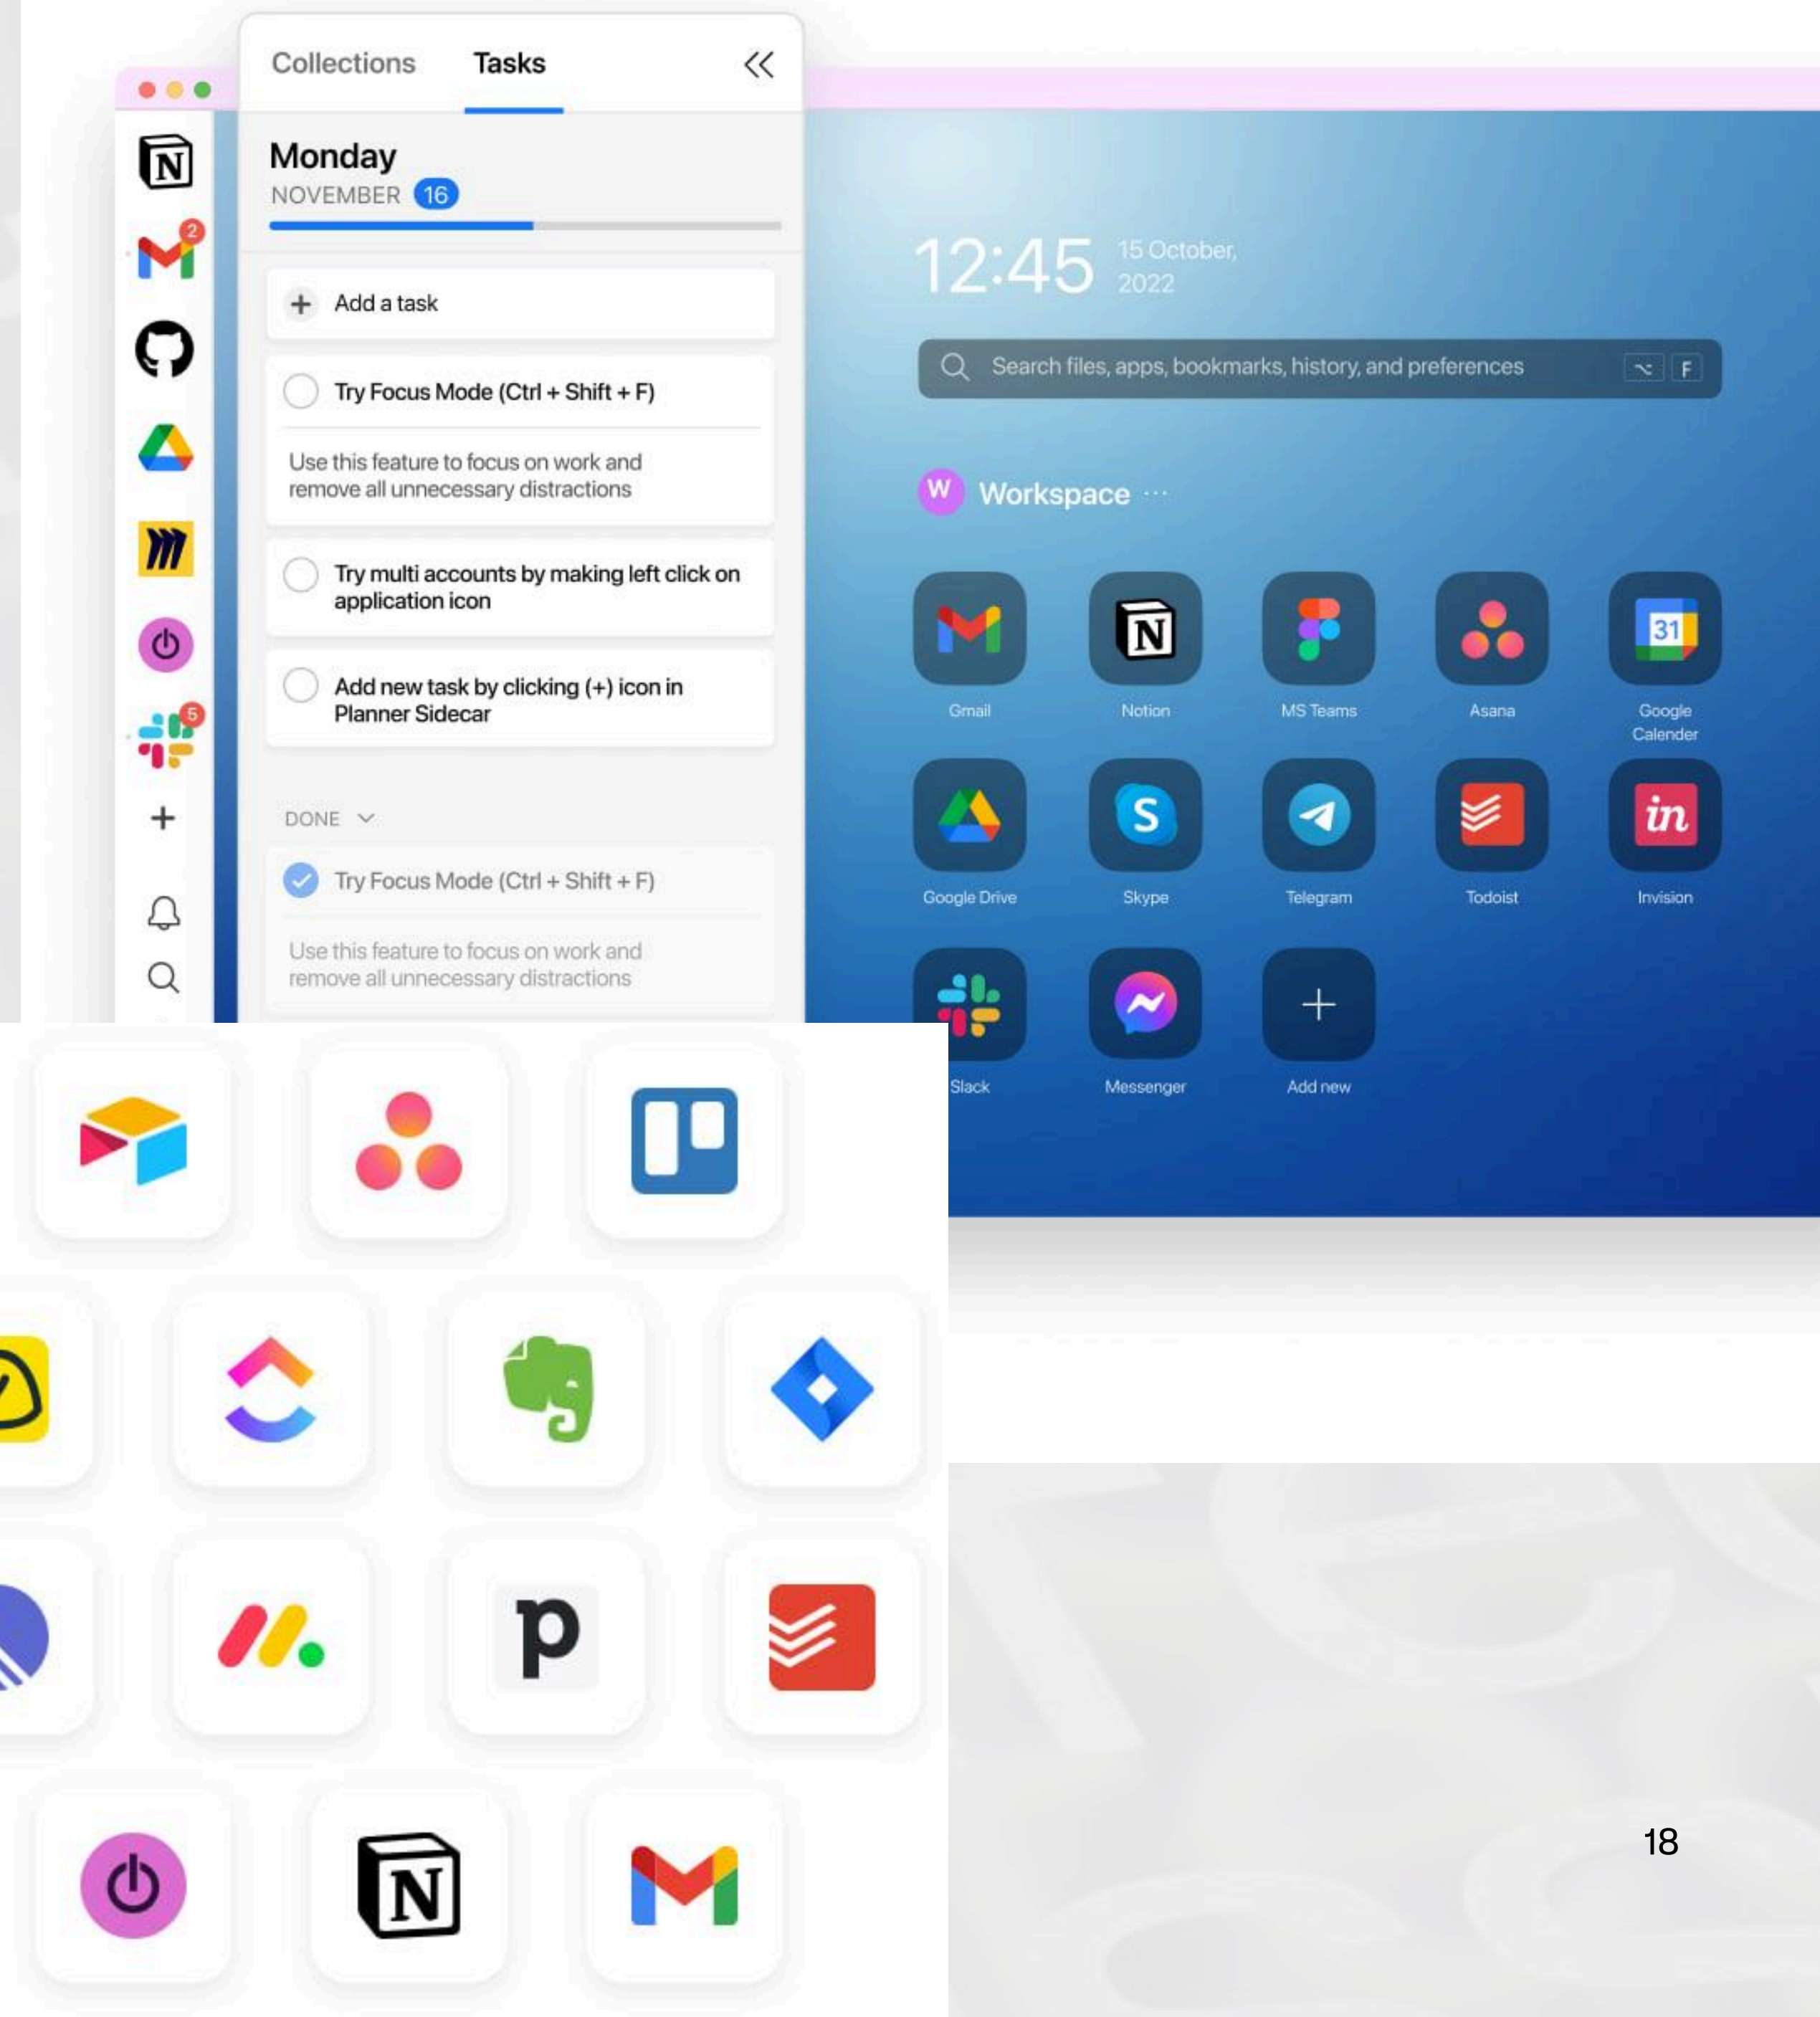 Collections Tasks
Monday
NOVEMBER 16
Add a task
Try Focus Mode (Ctrl + Shift + F)
Use this feature to focus on work and
remove all unnecessary distractions
Try multi accounts by making left click on
application icon
Add new task by clicking (+) icon in
Planner Sidecar
DONE
Try Focus Mode (Ctrl + Shift + F)
Use this feature to focus on work and
remove all unnecessary distractions
2
5
12:45 15 October,
2022
Search files, apps, bookmarks, history, and preferences F
W Workspace ...
31
Gmail Notion MS Teams Asana Google
Calender
S in
Google Drive Skype Telegram Todoist Invision
Slack Messenger Add new
N
N
p
N
18